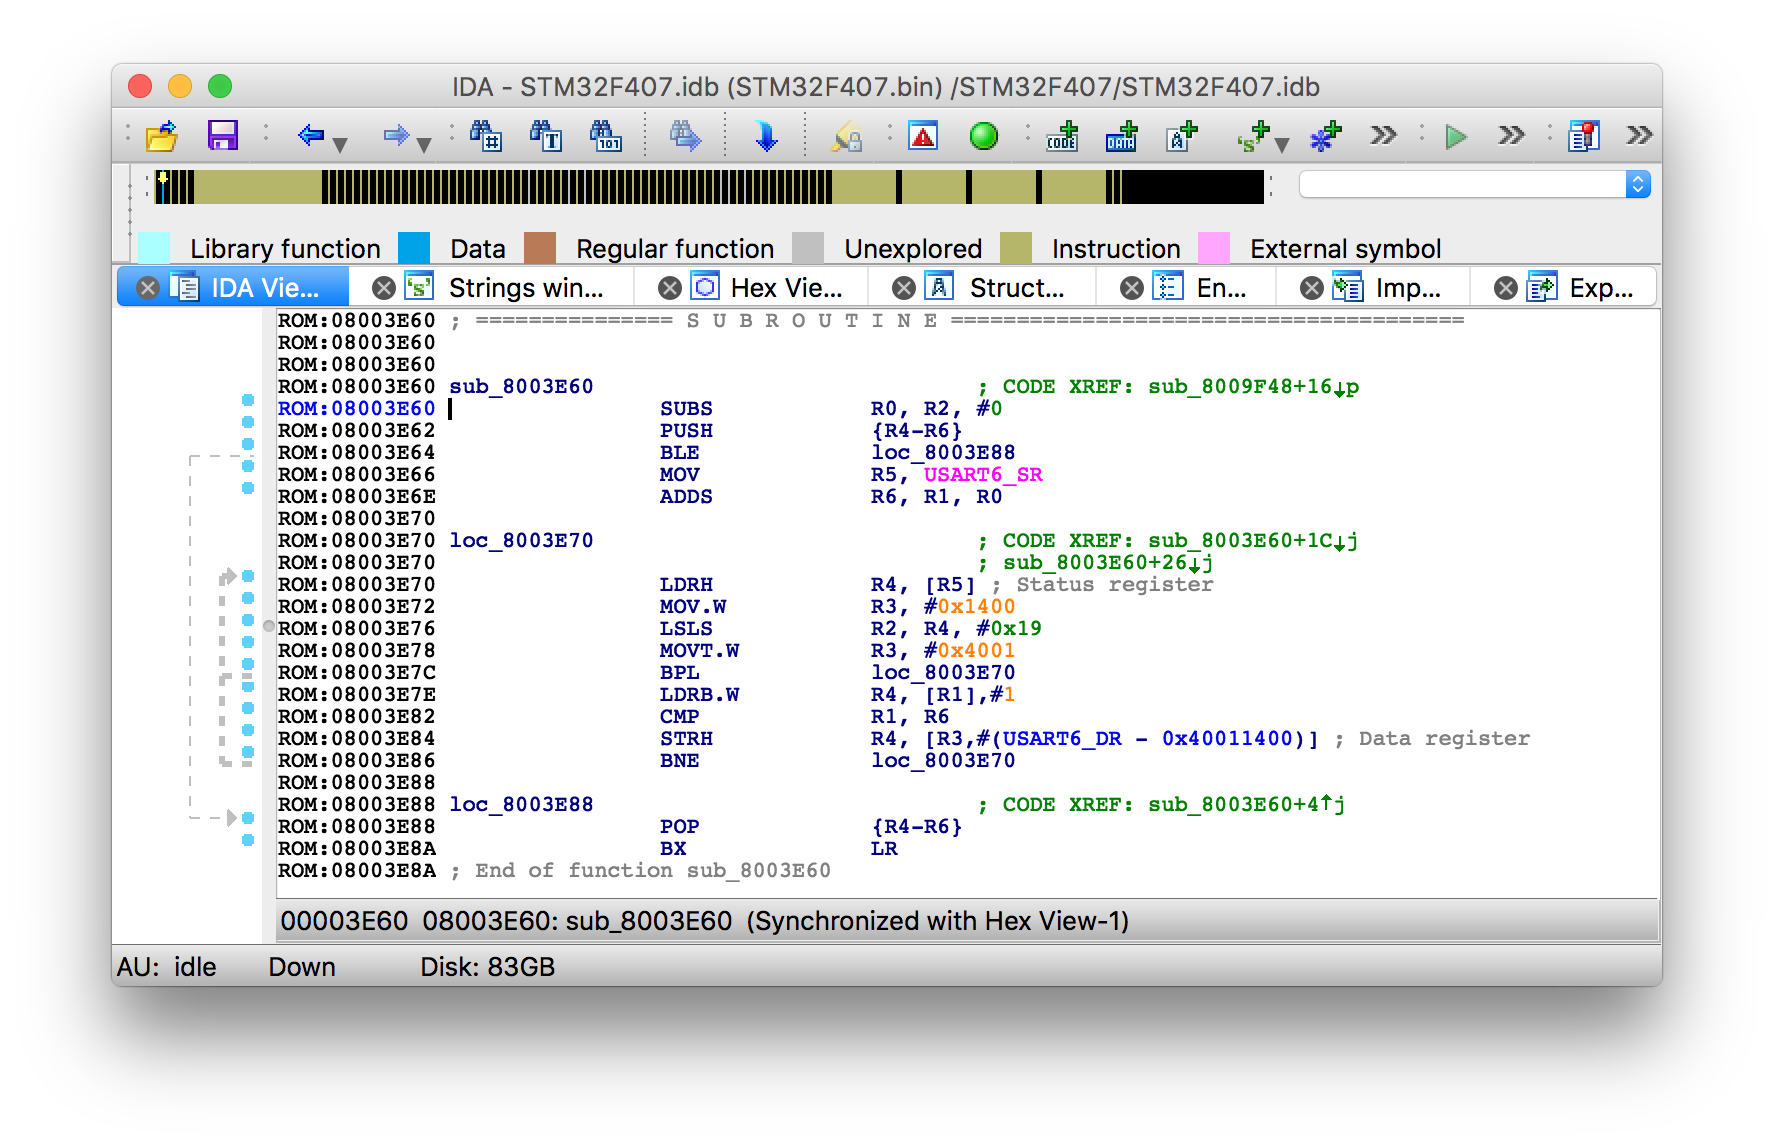 IDA - STM32F407.idb (STM32F407.bin) /STM32F407/STM32F407.idb
Library function Data Regular function Unexplored Instruction External symbol
IDA Vie... Strings win... Hex Vie... Struct... En... Imp... Exp...
ROM:08003E60 ; =============== S U B R O U T I N E =======================================
ROM:08003E60
ROM:08003E60
ROM:08003E60 sub_8003E60 ; CODE XREF: sub_8009F48+16↓p
ROM:08003E60 SUBS R0, R2, #0
ROM:08003E62 PUSH {R4-R6}
ROM:08003E64 BLE loc_8003E88
ROM:08003E66 MOV R5, USART6_SR
ROM:08003E6E ADDS R6, R1, R0
ROM:08003E70
ROM:08003E70 loc_8003E70 ; CODE XREF: sub_8003E60+1C↓j
ROM:08003E70 ; sub_8003E60+26↓j
ROM:08003E70 LDRH R4, [R5] ; Status register
ROM:08003E72 MOV.W R3, #0x1400
ROM:08003E76 LSLS R2, R4, #0x19
ROM:08003E78 MOVT.W R3, #0x4001
ROM:08003E7C BPL loc_8003E70
ROM:08003E7E LDRB.W R4, [R1],#1
ROM:08003E82 CMP R1, R6
ROM:08003E84 STRH R4, [R3,#(USART6_DR - 0x40011400)] ; Data register
ROM:08003E86 BNE loc_8003E70
ROM:08003E88
ROM:08003E88 loc_8003E88 ; CODE XREF: sub_8003E60+4↑j
ROM:08003E88 POP {R4-R6}
ROM:08003E8A BX LR
ROM:08003E8A ; End of function sub_8003E60
00003E60 08003E60: sub_8003E60 (Synchronized with Hex View-1)
AU: idle Down Disk: 83GB